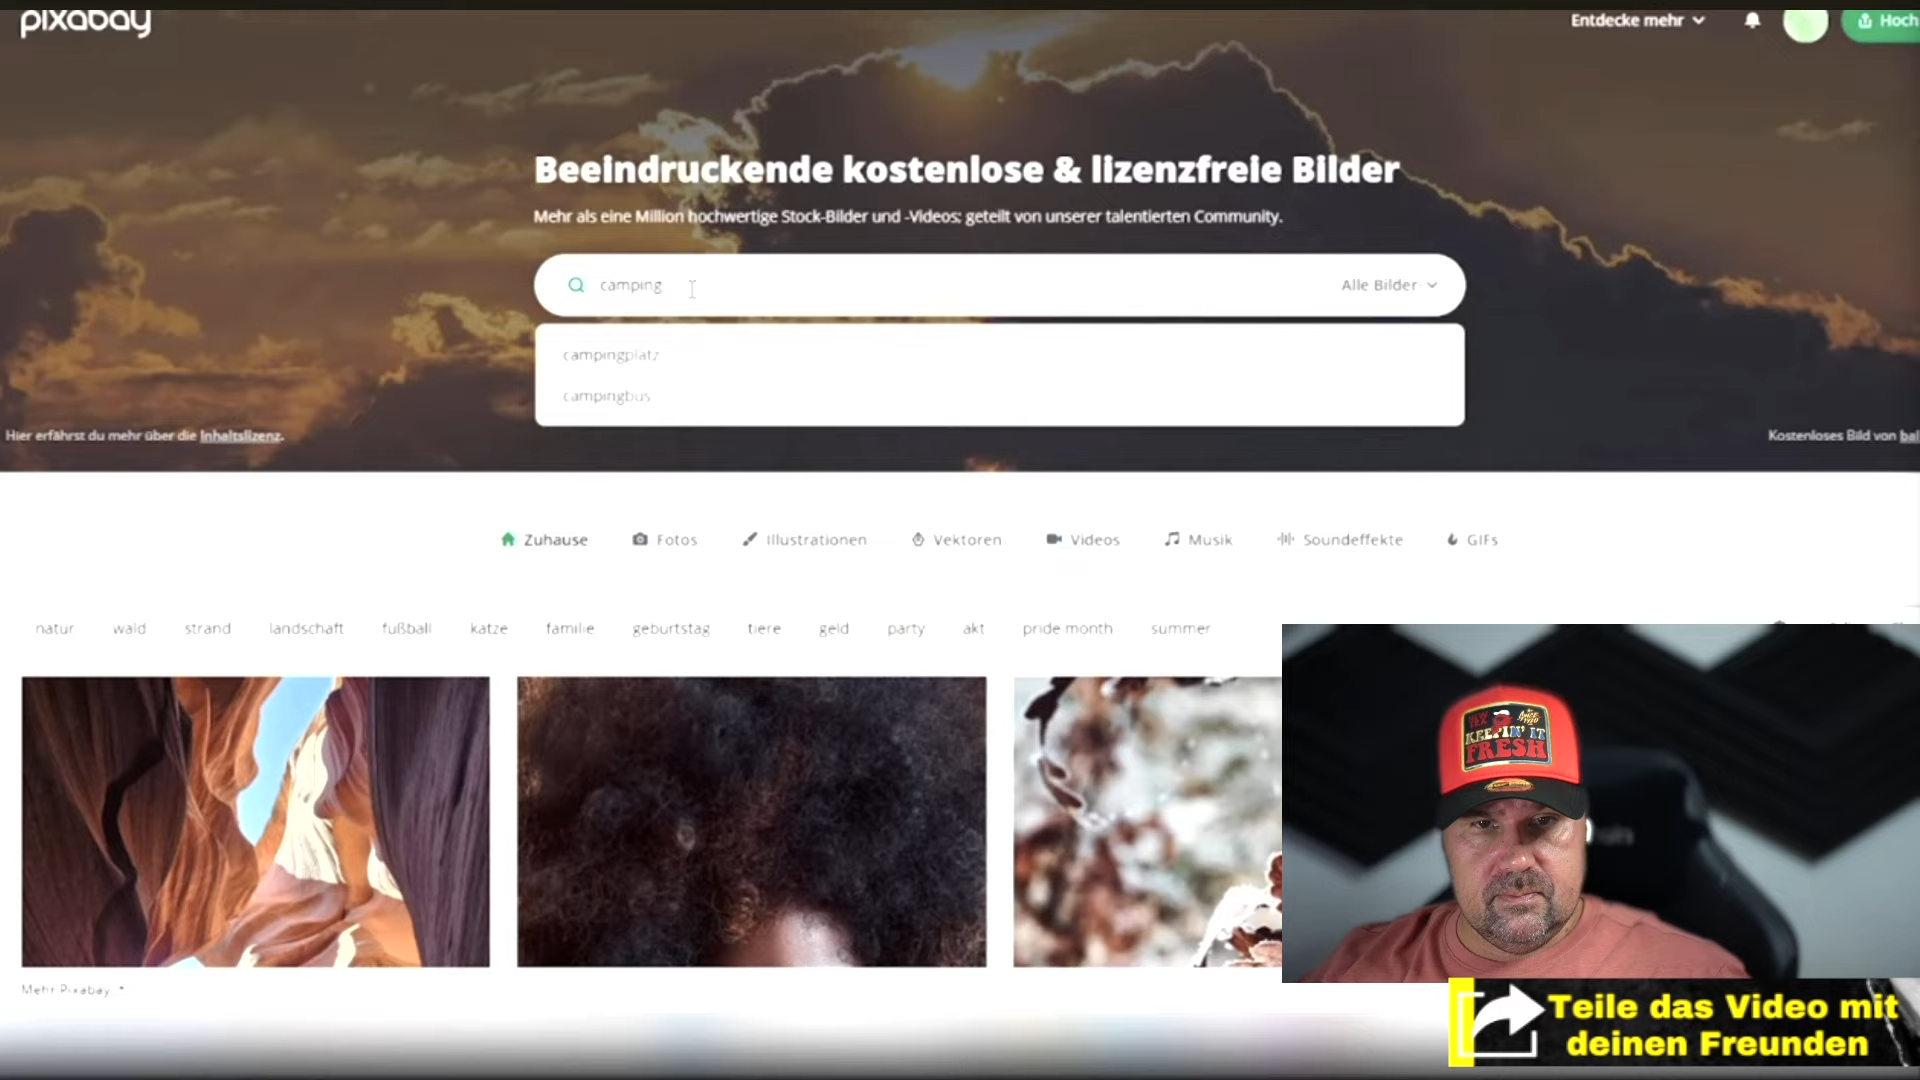 pixabay
Entdecke mehr
Hoch
Beeindruckende kostenlose & lizenzfreie Bilder
Mehr als eine Million hochwertige Stock-Bilder und -Videos; geteilt von unserer talentierten Community.
camping
Alle Bilder
campingplatz
campingbus
Hier erfährst du mehr über die Inhaltslizenz.
Kostenloses Bild von
Zuhause
Fotos
Illustrationen
Vektoren
Videos
Musik
Soundeffekte
GIFs
natur
wald
strand
landschaft
fußball
katze
familie
geburtstag
tiere
geld
party
akt
pride month
summer
KEEPIN' IT
FRESH
Mehr Pixabay
Teile das Video mit
deinen Freunden